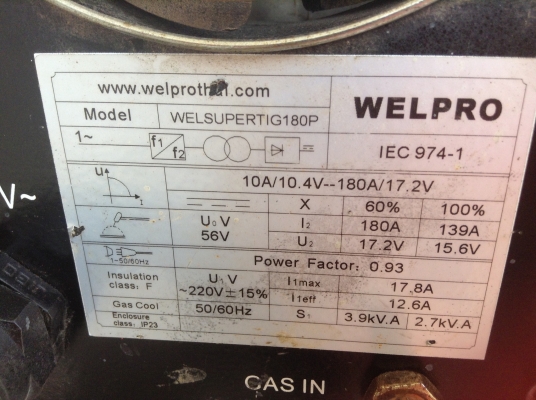 www.welprothai.com
WELPRO
Model WELSUPERTIG180P
1~ f1 f2
IEC 974-1
U I
10A/10.4V--180A/17.2V
X 60% 100%
U₀ V
56V
I₂ 180A 139A
U₂ 17.2V 15.6V
1~50/60Hz
Power Factor: 0.93
Insulation
class: F
U₁ V
~220V±15%
50/60Hz
I1max 17.8A
I1eff 12.6A
Gas Cool
S₁ 3.9kV.A 2.7kV.A
Enclosure
class: IP23
V~
GAS IN